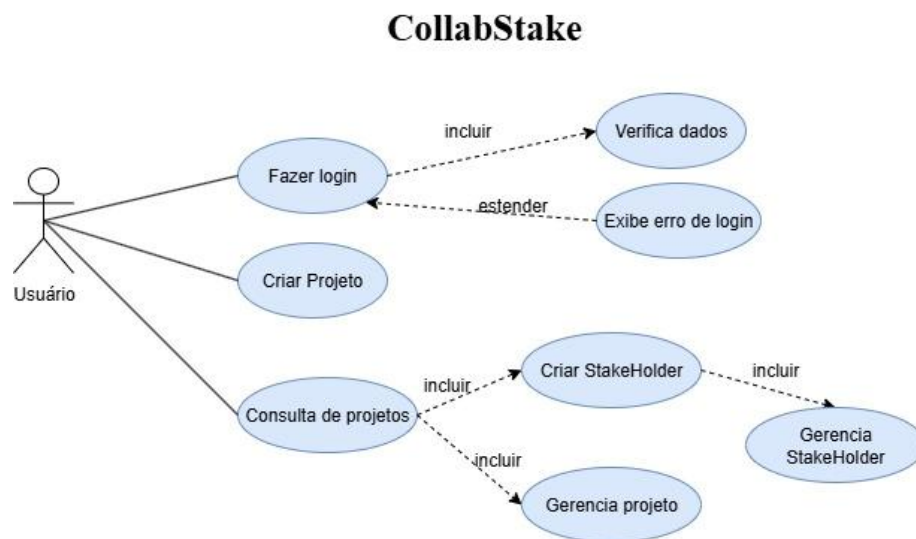 CollabStake
incluir
Verifica dados
Fazer login
estender
Exibe erro de login
Criar Projeto
Usuário
Criar StakeHolder
incluir
incluir
Consulta de projetos
Gerencia
StakeHolder
incluir
Gerencia projeto